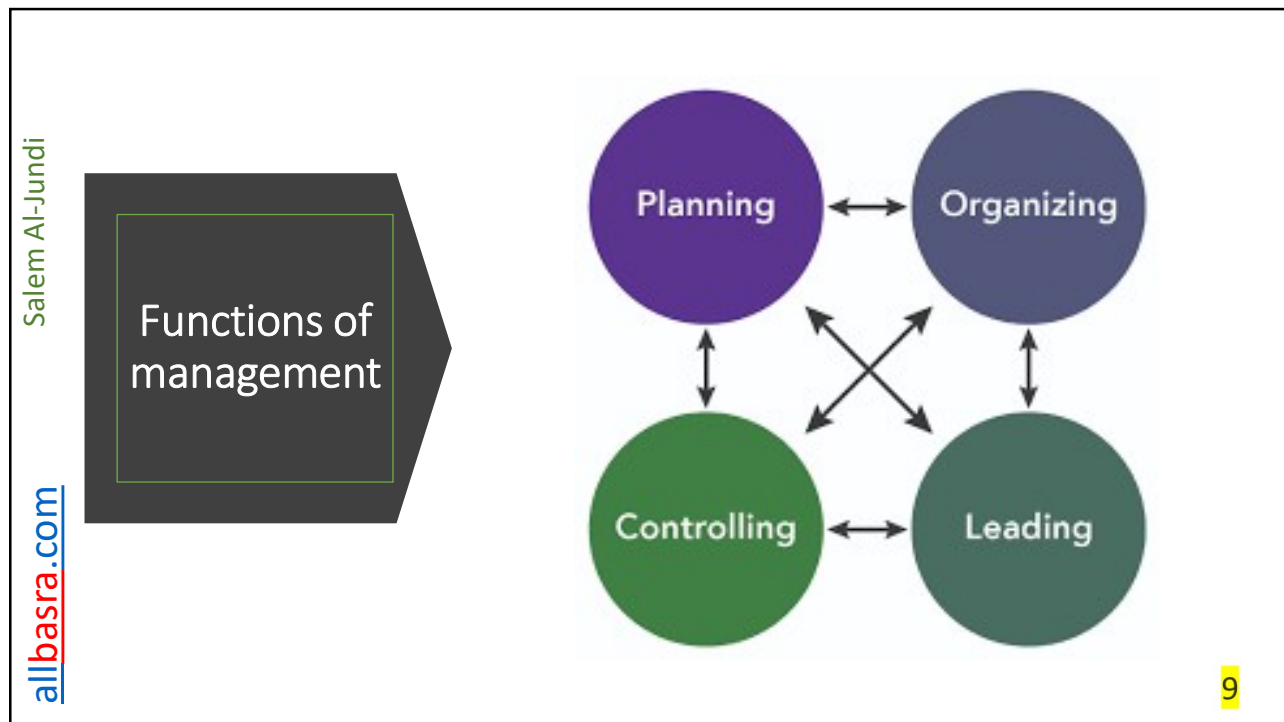 Salem Al-Jundi
allbasra.com
Functions of
management
Planning
Organizing
Controlling
Leading
9